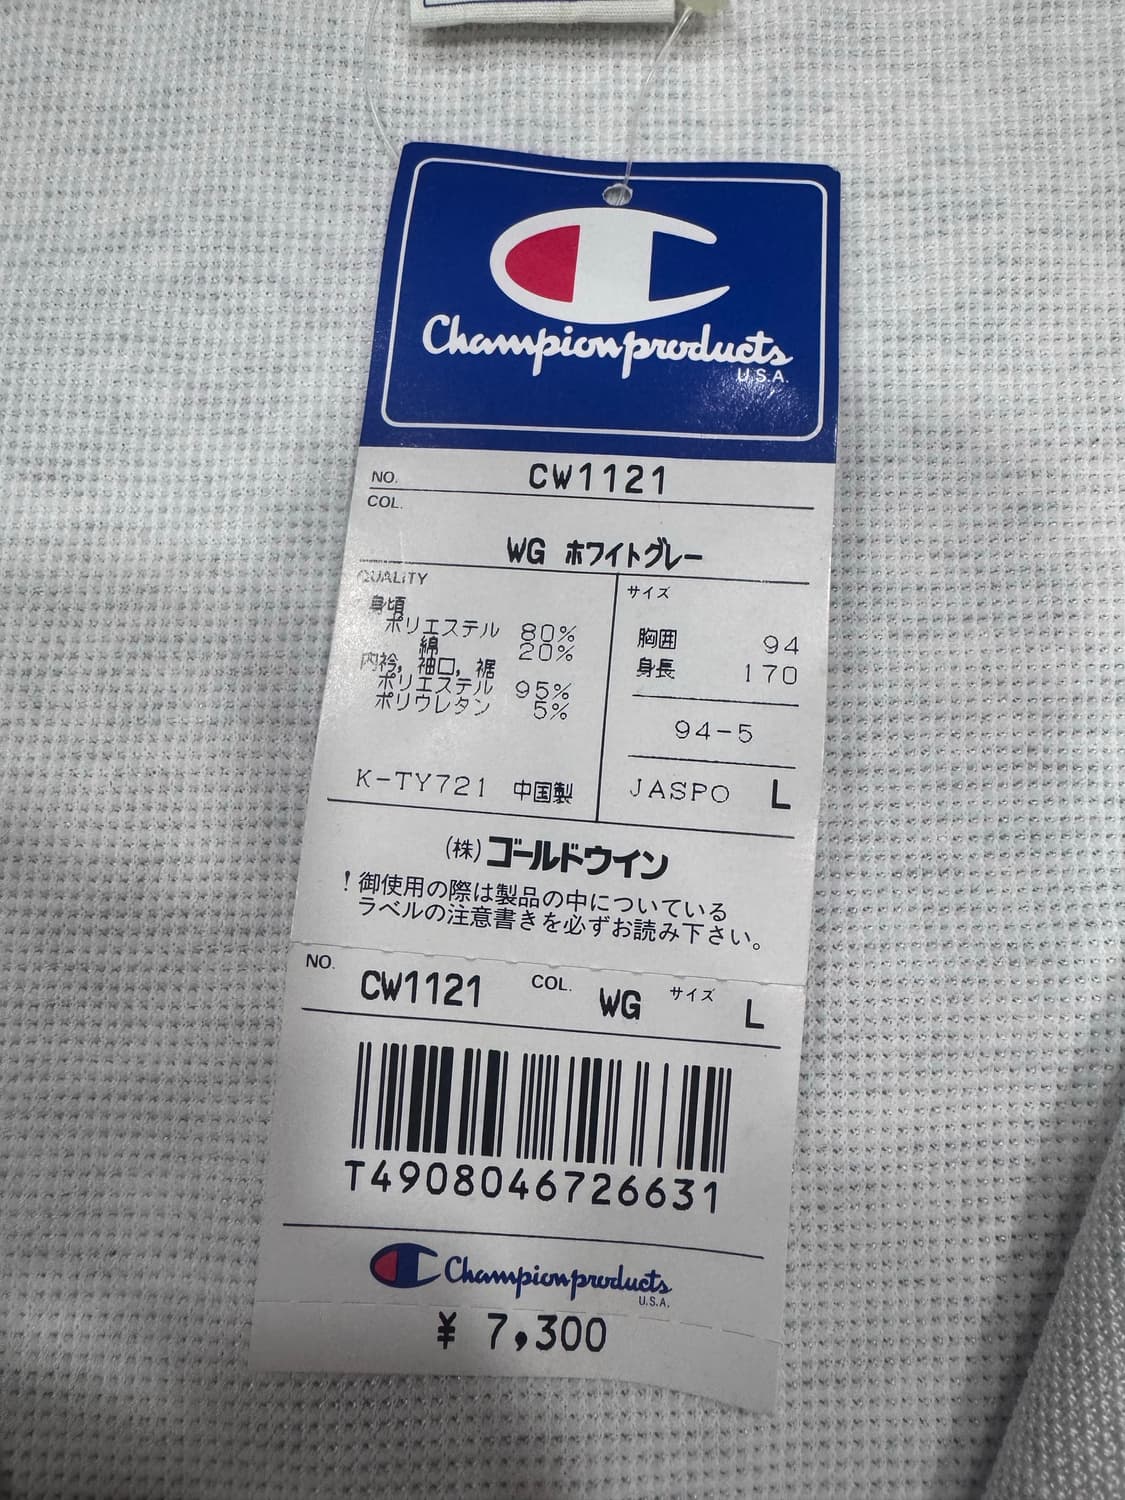 Championproducts
U.S.A.
NO. CW1121
COL.
WG ホワイトグレー
QUALITY
身頃
ポリエステル 80%
綿 20%
内衿, 袖口, 裾
ポリエステル 95%
ポリウレタン 5%
K-TY721 中国製
サイズ
胸囲 94
身長 170
94-5
JASPO L
(株)ゴールドウイン
!御使用の際は製品の中についている
ラベルの注意書きを必ずお読み下さい。
NO. CW1121 COL. WG サイズ L
T4908046726631
Championproducts
U.S.A.
¥ 7,300